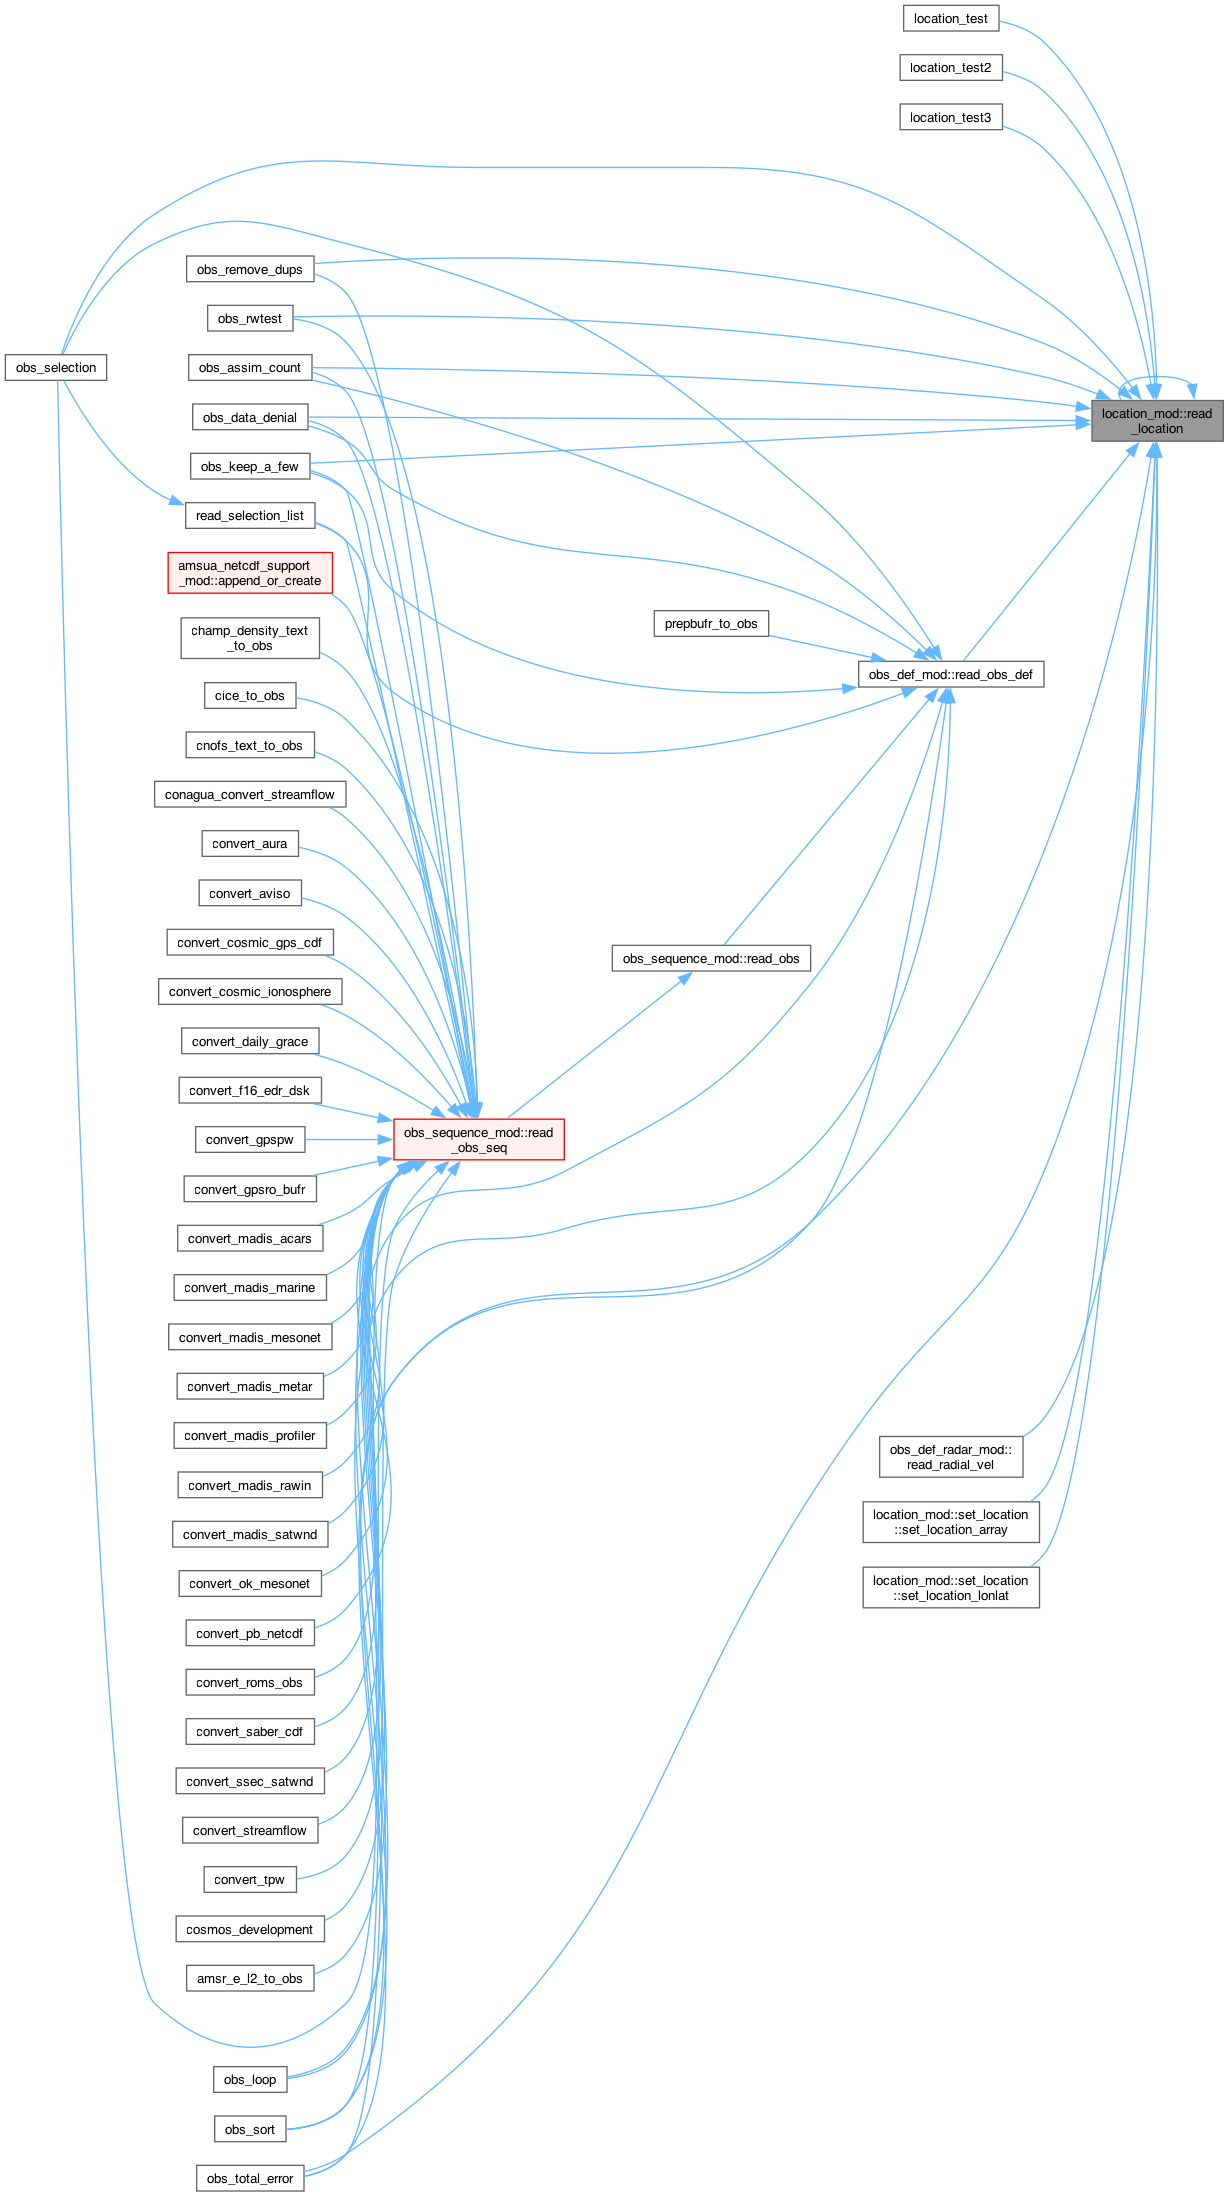 location_test
location_test2
location_test3
obs_remove_dups
obs_rwtest
obs_selection
obs_assim_count
obs_data_denial
location_mod::read
_location
obs_keep_a_few
read_selection_list
amsua_netcdf_support
_mod::append_or_create
champ_density_text
_to_obs
prepbufr_to_obs
obs_def_mod::read_obs_def
cice_to_obs
cnofs_text_to_obs
conagua_convert_streamflow
convert_aura
convert_aviso
convert_cosmic_gps_cdf
obs_sequence_mod::read_obs
convert_cosmic_ionosphere
convert_daily_grace
convert_f16_edr_dsk
convert_gpspw
obs_sequence_mod::read
_obs_seq
convert_gpsro_bufr
convert_madis_acars
convert_madis_marine
convert_madis_mesonet
convert_madis_metar
convert_madis_profiler
obs_def_radar_mod::
read_radial_vel
convert_madis_rawin
location_mod::set_location
::set_location_array
convert_madis_satwnd
convert_ok_mesonet
location_mod::set_location
::set_location_lonlat
convert_pb_netcdf
convert_roms_obs
convert_saber_cdf
convert_ssec_satwnd
convert_streamflow
convert_tpw
cosmos_development
amsr_e_l2_to_obs
obs_loop
obs_sort
obs_total_error